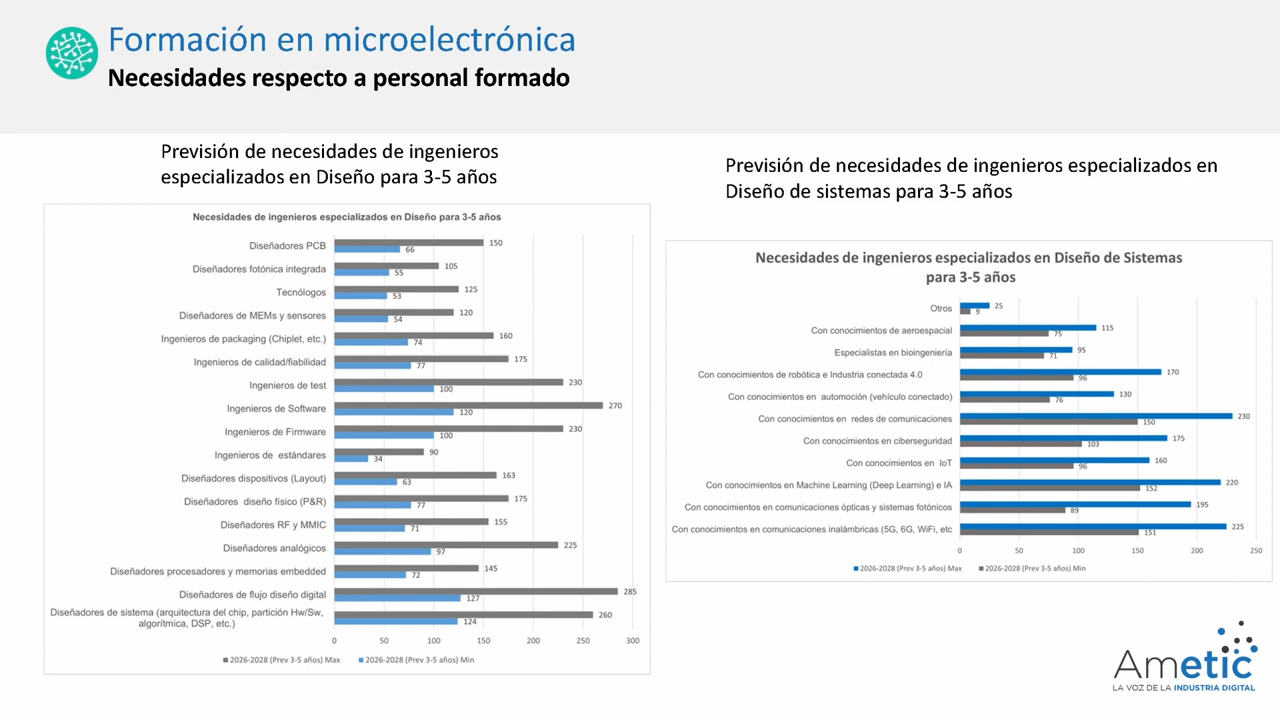 Formación en microelectrónica
Necesidades respecto a personal formado
Previsión de necesidades de ingenieros
especializados en Diseño para 3-5 años
Necesidades de ingenieros especializados en Diseño para 3-5 años
Diseñadores PCB 150 66
Diseñadores fotónica integrada 105 55
Tecnólogos 125 53
Diseñadores de MEMs y sensores 120 54
Ingenieros de packaging (Chiplet, etc.) 160 74
Ingenieros de calidad/fiabilidad 175 77
Ingenieros de test 230 100
Ingenieros de Software 270 120
Ingenieros de Firmware 230 100
Ingenieros de estándares 90 34
Diseñadores dispositivos (Layout) 163 63
Diseñadores diseño físico (P&R) 175 77
Diseñadores RF y MMIC 155 71
Diseñadores analógicos 225 97
Diseñadores procesadores y memorias embedded 145 72
Diseñadores de flujo diseño digital 285 127
Diseñadores de sistema (arquitectura del chip, partición Hw/Sw,
algorítmica, DSP, etc.) 260 124
0 50 100 150 200 250 300
2026-2028 (Prev 3-5 años) Max 2026-2028 (Prev 3-5 años) Min
Previsión de necesidades de ingenieros especializados en
Diseño de sistemas para 3-5 años
Necesidades de ingenieros especializados en Diseño de Sistemas
para 3-5 años
Otros 25 9
Con conocimientos de aeroespacial 115 75
Especialistas en bioingeniería 95 71
Con conocimientos de robótica e Industria conectada 4.0 170 96
Con conocimientos en automoción (vehículo conectado) 130 76
Con conocimientos en redes de comunicaciones 230 150
Con conocimientos en ciberseguridad 175 103
Con conocimientos en IoT 160 96
Con conocimientos en Machine Learning (Deep Learning) e IA 220 152
Con conocimientos en comunicaciones ópticas y sistemas fotónicos 195 89
Con conocimientos en comunicaciones inalámbricas (5G, 6G, WiFi, etc 225 151
0 50 100 150 200 250
2026-2028 (Prev 3-5 años) Max 2026-2028 (Prev 3-5 años) Min
Ametic
LA VOZ DE LA INDUSTRIA DIGITAL